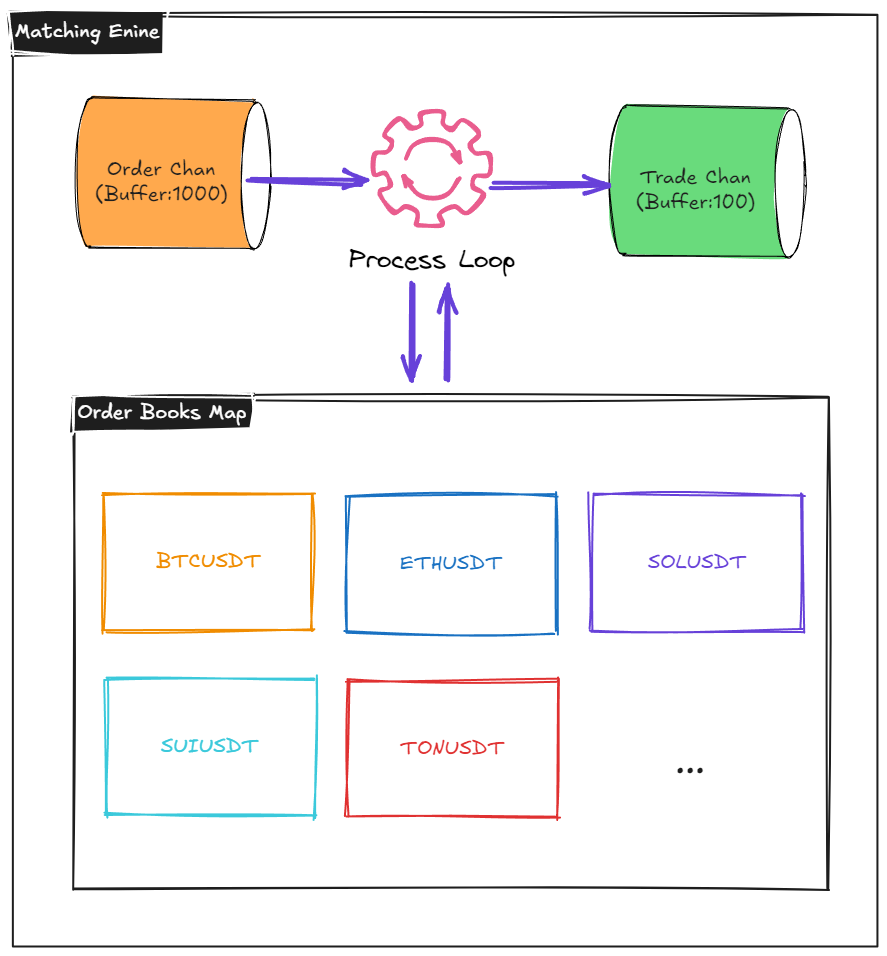 Matching Enine
Order Chan
(Buffer:1000)
Trade Chan
(Buffer:100)
Process Loop
Order Books Map
BTCUSDT
ETHUSDT
SOLUSDT
SUIUSDT
TONUSDT
...